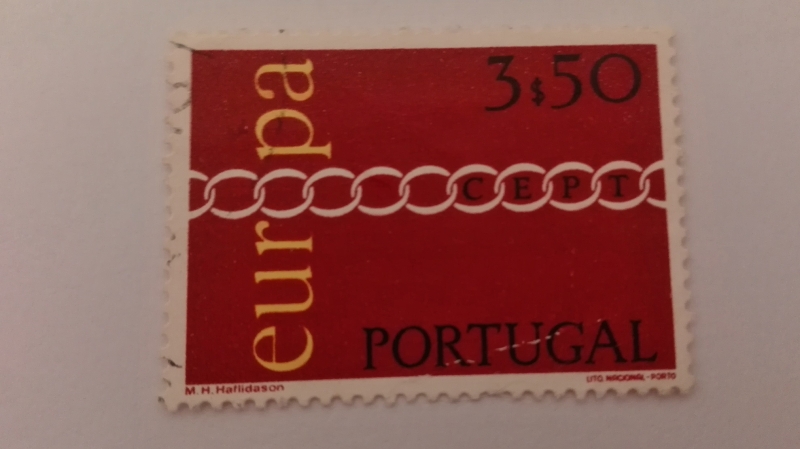 3$50
europa
CEPT
PORTUGAL
M. H. Haflidason
LITO. NACIONAL - PORTO